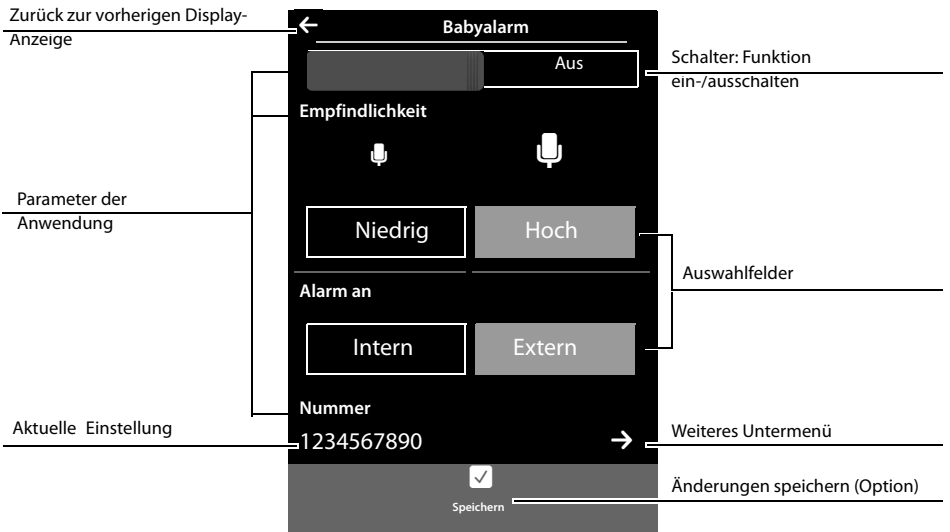 Zurück zur vorherigen Display-
Anzeige
Babyalarm
Aus
Schalter: Funktion
ein-/ausschalten
Empfindlichkeit
Parameter der
Anwendung
Niedrig
Hoch
Auswahlfelder
Alarm an
Intern
Extern
Nummer
Aktuelle Einstellung
1234567890
Weiteres Untermenü
Änderungen speichern (Option)
Speichern